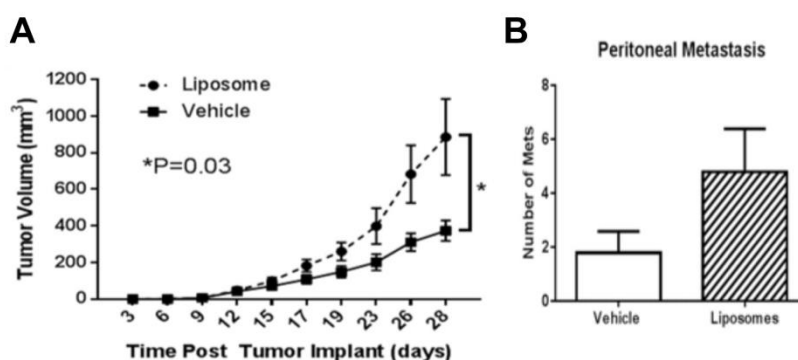 A
Tumor Volume (mm³)
1200
1000
800
600
400
200
0
Liposome
Vehicle
*P=0.03
*
3 6 9 12 15 17 19 23 26 28
Time Post Tumor Implant (days)
B
Peritoneal Metastasis
Number of Mets
8
6
4
2
0
Vehicle Liposomes